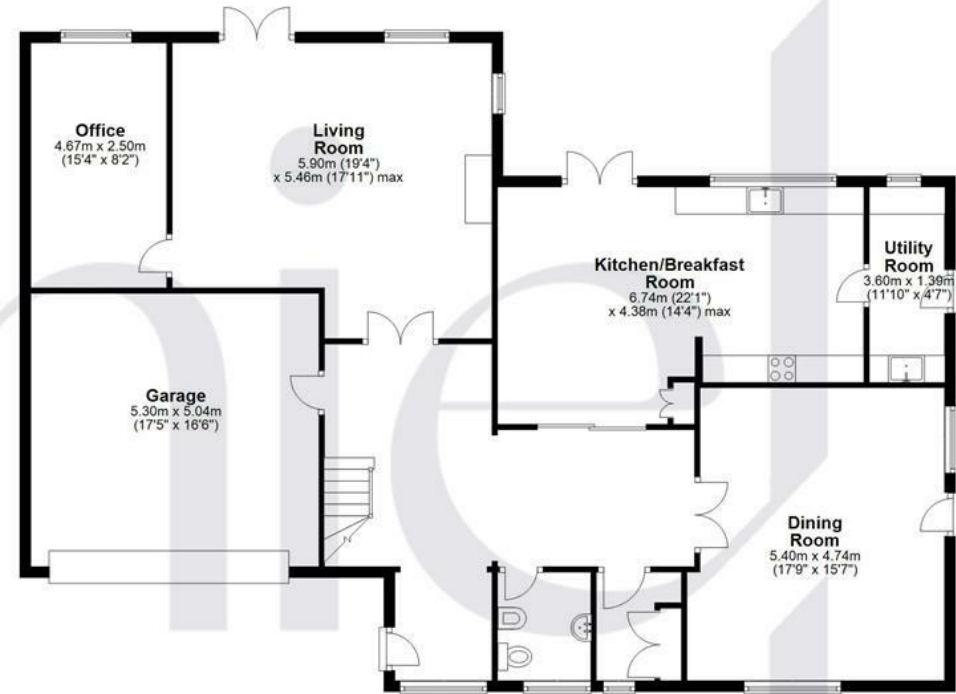 Office
4.67m x 2.50m
(15'4" x 8'2")
Living
Room
5.90m (19'4")
x 5.46m (17'11") max
Kitchen/Breakfast
Room
6.74m (22'1")
x 4.38m (14'4") max
Utility
Room
3.60m x 1.39m
(11'10" x 4'7")
Garage
5.30m x 5.04m
(17'5" x 16'6")
Dining
Room
5.40m x 4.74m
(17'9" x 15'7")